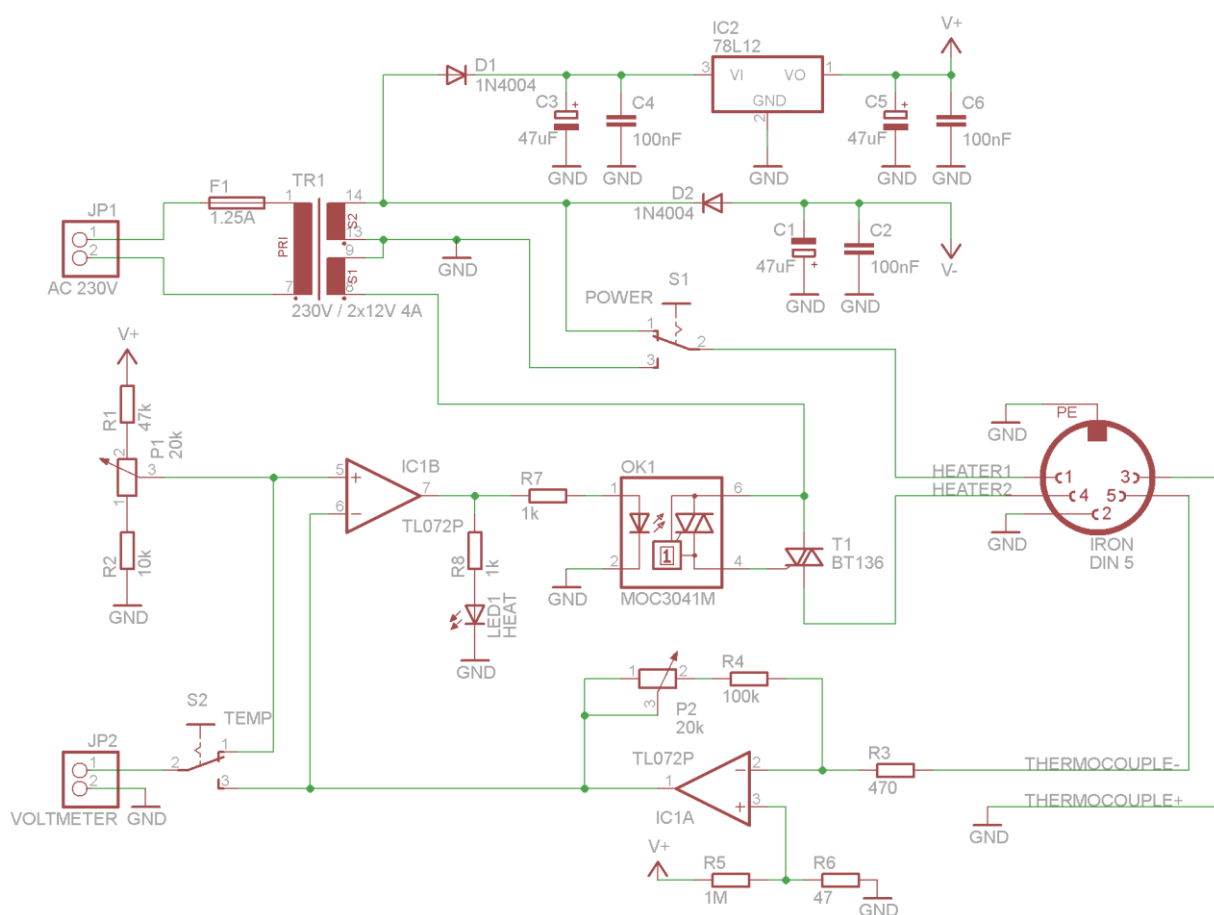 IC2
78L12
V+
D1
1N4004
3
VI
VO
1
GND
2
C3
+
47uF
C4
100nF
C5
+
47uF
C6
100nF
GND
GND
GND
GND
GND
TR1
F1
1.25A
1
14
S2
13
9
S1
8
PRI
7
GND
230V / 2x12V 4A
JP1
1
2
AC 230V
D2
1N4004
C1
47uF
+
C2
100nF
GND
GND
V-
S1
POWER
1
2
3
V+
R1
47k
P1
20k
2
3
1
R2
10k
GND
5
+
6
-
7
IC1B
TL072P
R7
1k
R8
1k
LED1
HEAT
GND
OK1
1
2
6
4
1
MOC3041M
GND
T1
BT136
PE
GND
HEATER1
HEATER2
1
3
4
5
2
GND
IRON
DIN 5
S2
TEMP
JP2
1
2
VOLTMETER
GND
2
1
3
1
2
3
P2
20k
R4
100k
TL072P
2
-
1
3
+
IC1A
R3
470
THERMOCOUPLE-
THERMOCOUPLE+
GND
V+
R5
1M
R6
47
GND